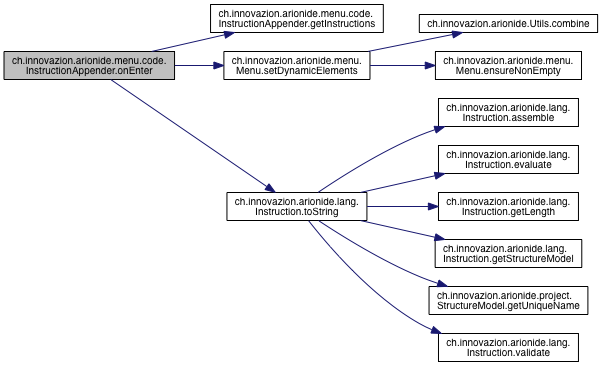 ch.innovazion.arionide.menu.code.
InstructionAppender.getInstructions
ch.innovazion.arionide.Utils.combine
ch.innovazion.arionide.menu.code.
InstructionAppender.onEnter
ch.innovazion.arionide.menu.
Menu.setDynamicElements
ch.innovazion.arionide.menu.
Menu.ensureNonEmpty
ch.innovazion.arionide.lang.
Instruction.assemble
ch.innovazion.arionide.lang.
Instruction.evaluate
ch.innovazion.arionide.lang.
Instruction.toString
ch.innovazion.arionide.lang.
Instruction.getLength
ch.innovazion.arionide.lang.
Instruction.getStructureModel
ch.innovazion.arionide.project.
StructureModel.getUniqueName
ch.innovazion.arionide.lang.
Instruction.validate